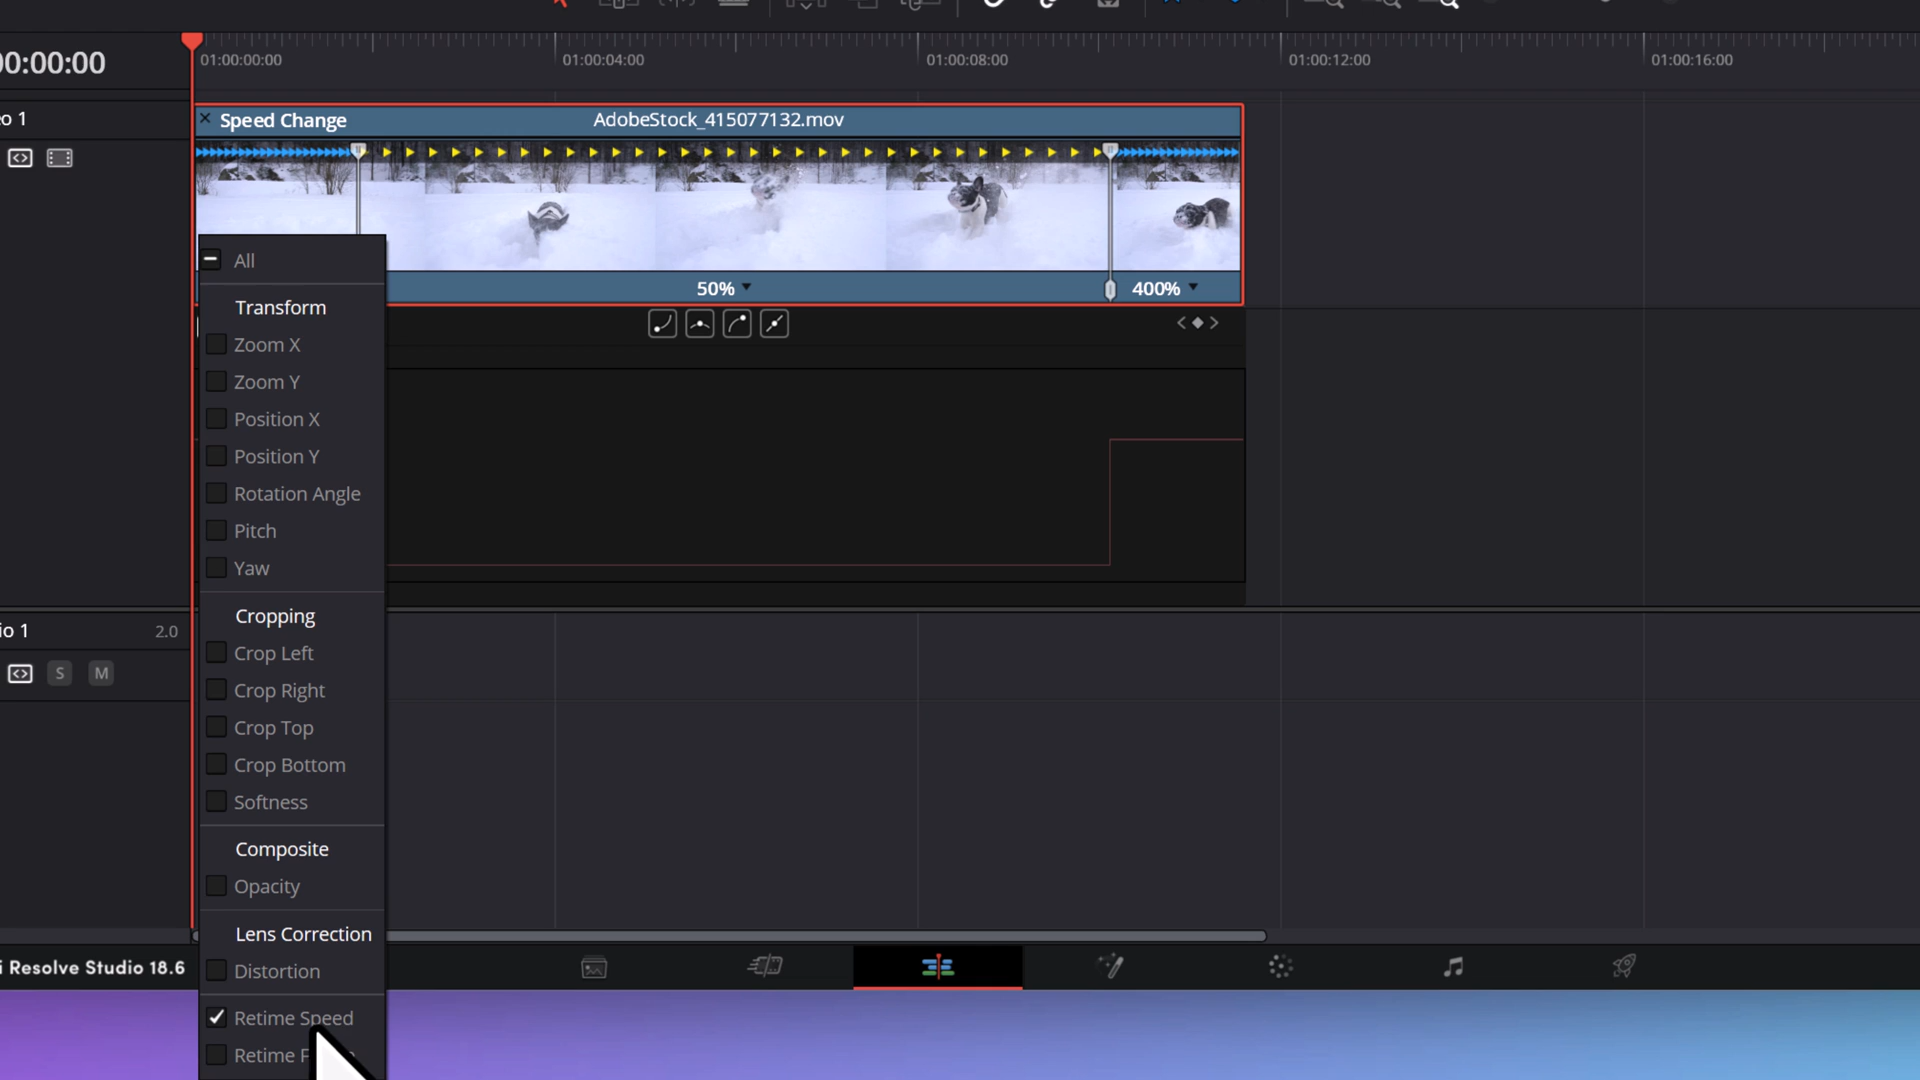 00:00:00
01:00:00:00
01:00:04:00
01:00:08:00
01:00:12:00
01:00:16:00
o 1
Speed Change
AdobeStock_415077132.mov
All
50%
400%
Transform
Zoom X
Zoom Y
Position X
Position Y
Rotation Angle
Pitch
Yaw
Cropping
io 1
2.0
Crop Left
S
M
Crop Right
Crop Top
Crop Bottom
Softness
Composite
Opacity
Lens Correction
i Resolve Studio 18.6
Distortion
Retime Speed
Retime